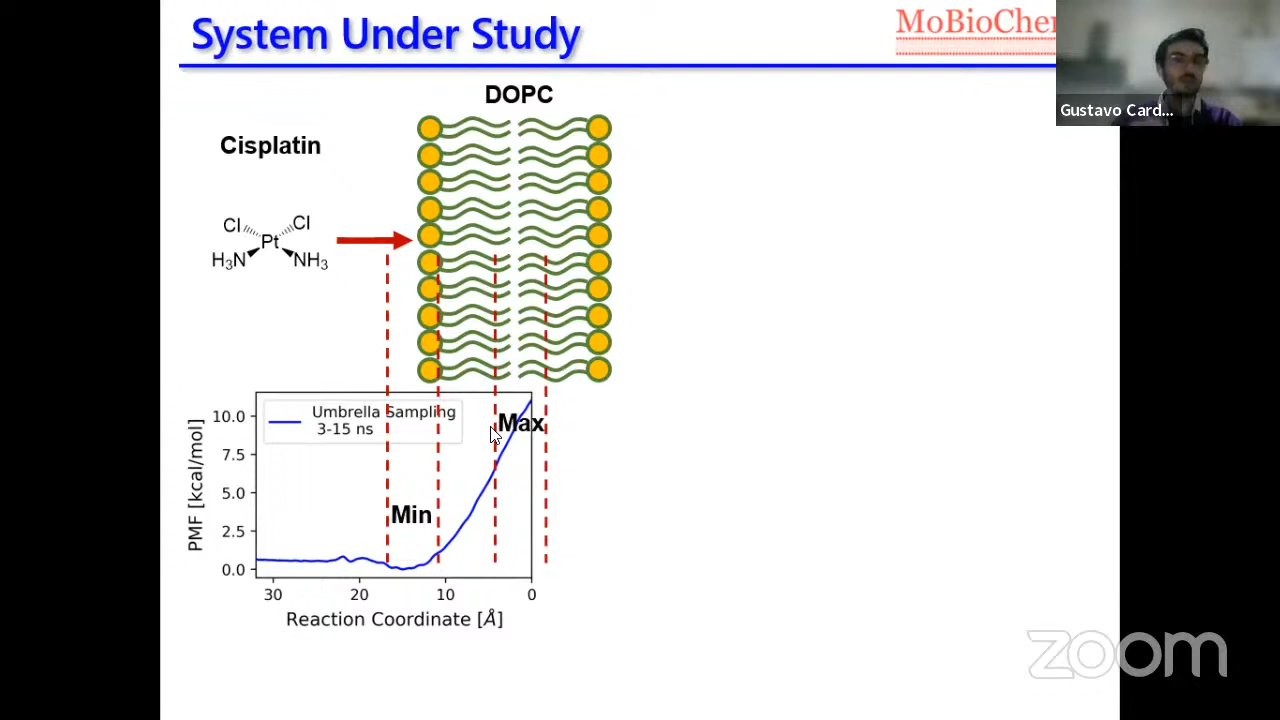 System Under Study
MoBioChem
Gustavo Card...
DOPC
Cisplatin
Cl
Cl
Pt
H3N
NH3
Umbrella Sampling
3-15 ns
Max
Min
PMF [kcal/mol]
10.0
7.5
5.0
2.5
0.0
30
20
10
0
Reaction Coordinate [Å]
zoom